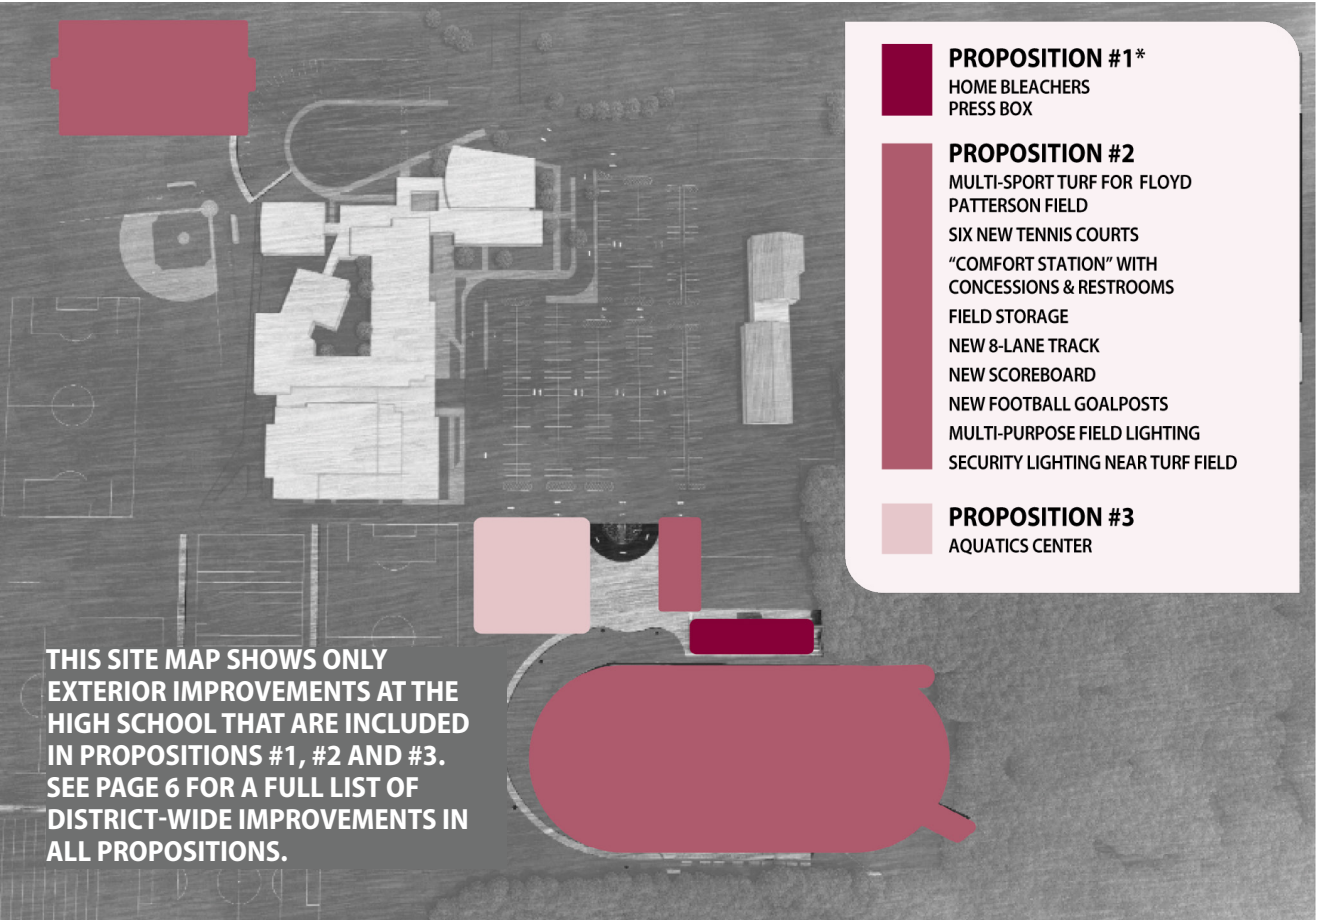 PROPOSITION #1*
HOME BLEACHERS
PRESS BOX
PROPOSITION #2
MULTI-SPORT TURF FOR FLOYD
PATTERSON FIELD
SIX NEW TENNIS COURTS
“COMFORT STATION” WITH
CONCESSIONS & RESTROOMS
FIELD STORAGE
NEW 8-LANE TRACK
NEW SCOREBOARD
NEW FOOTBALL GOALPOSTS
MULTI-PURPOSE FIELD LIGHTING
SECURITY LIGHTING NEAR TURF FIELD
PROPOSITION #3
AQUATICS CENTER
THIS SITE MAP SHOWS ONLY
EXTERIOR IMPROVEMENTS AT THE
HIGH SCHOOL THAT ARE INCLUDED
IN PROPOSITIONS #1, #2 AND #3.
SEE PAGE 6 FOR A FULL LIST OF
DISTRICT-WIDE IMPROVEMENTS IN
ALL PROPOSITIONS.